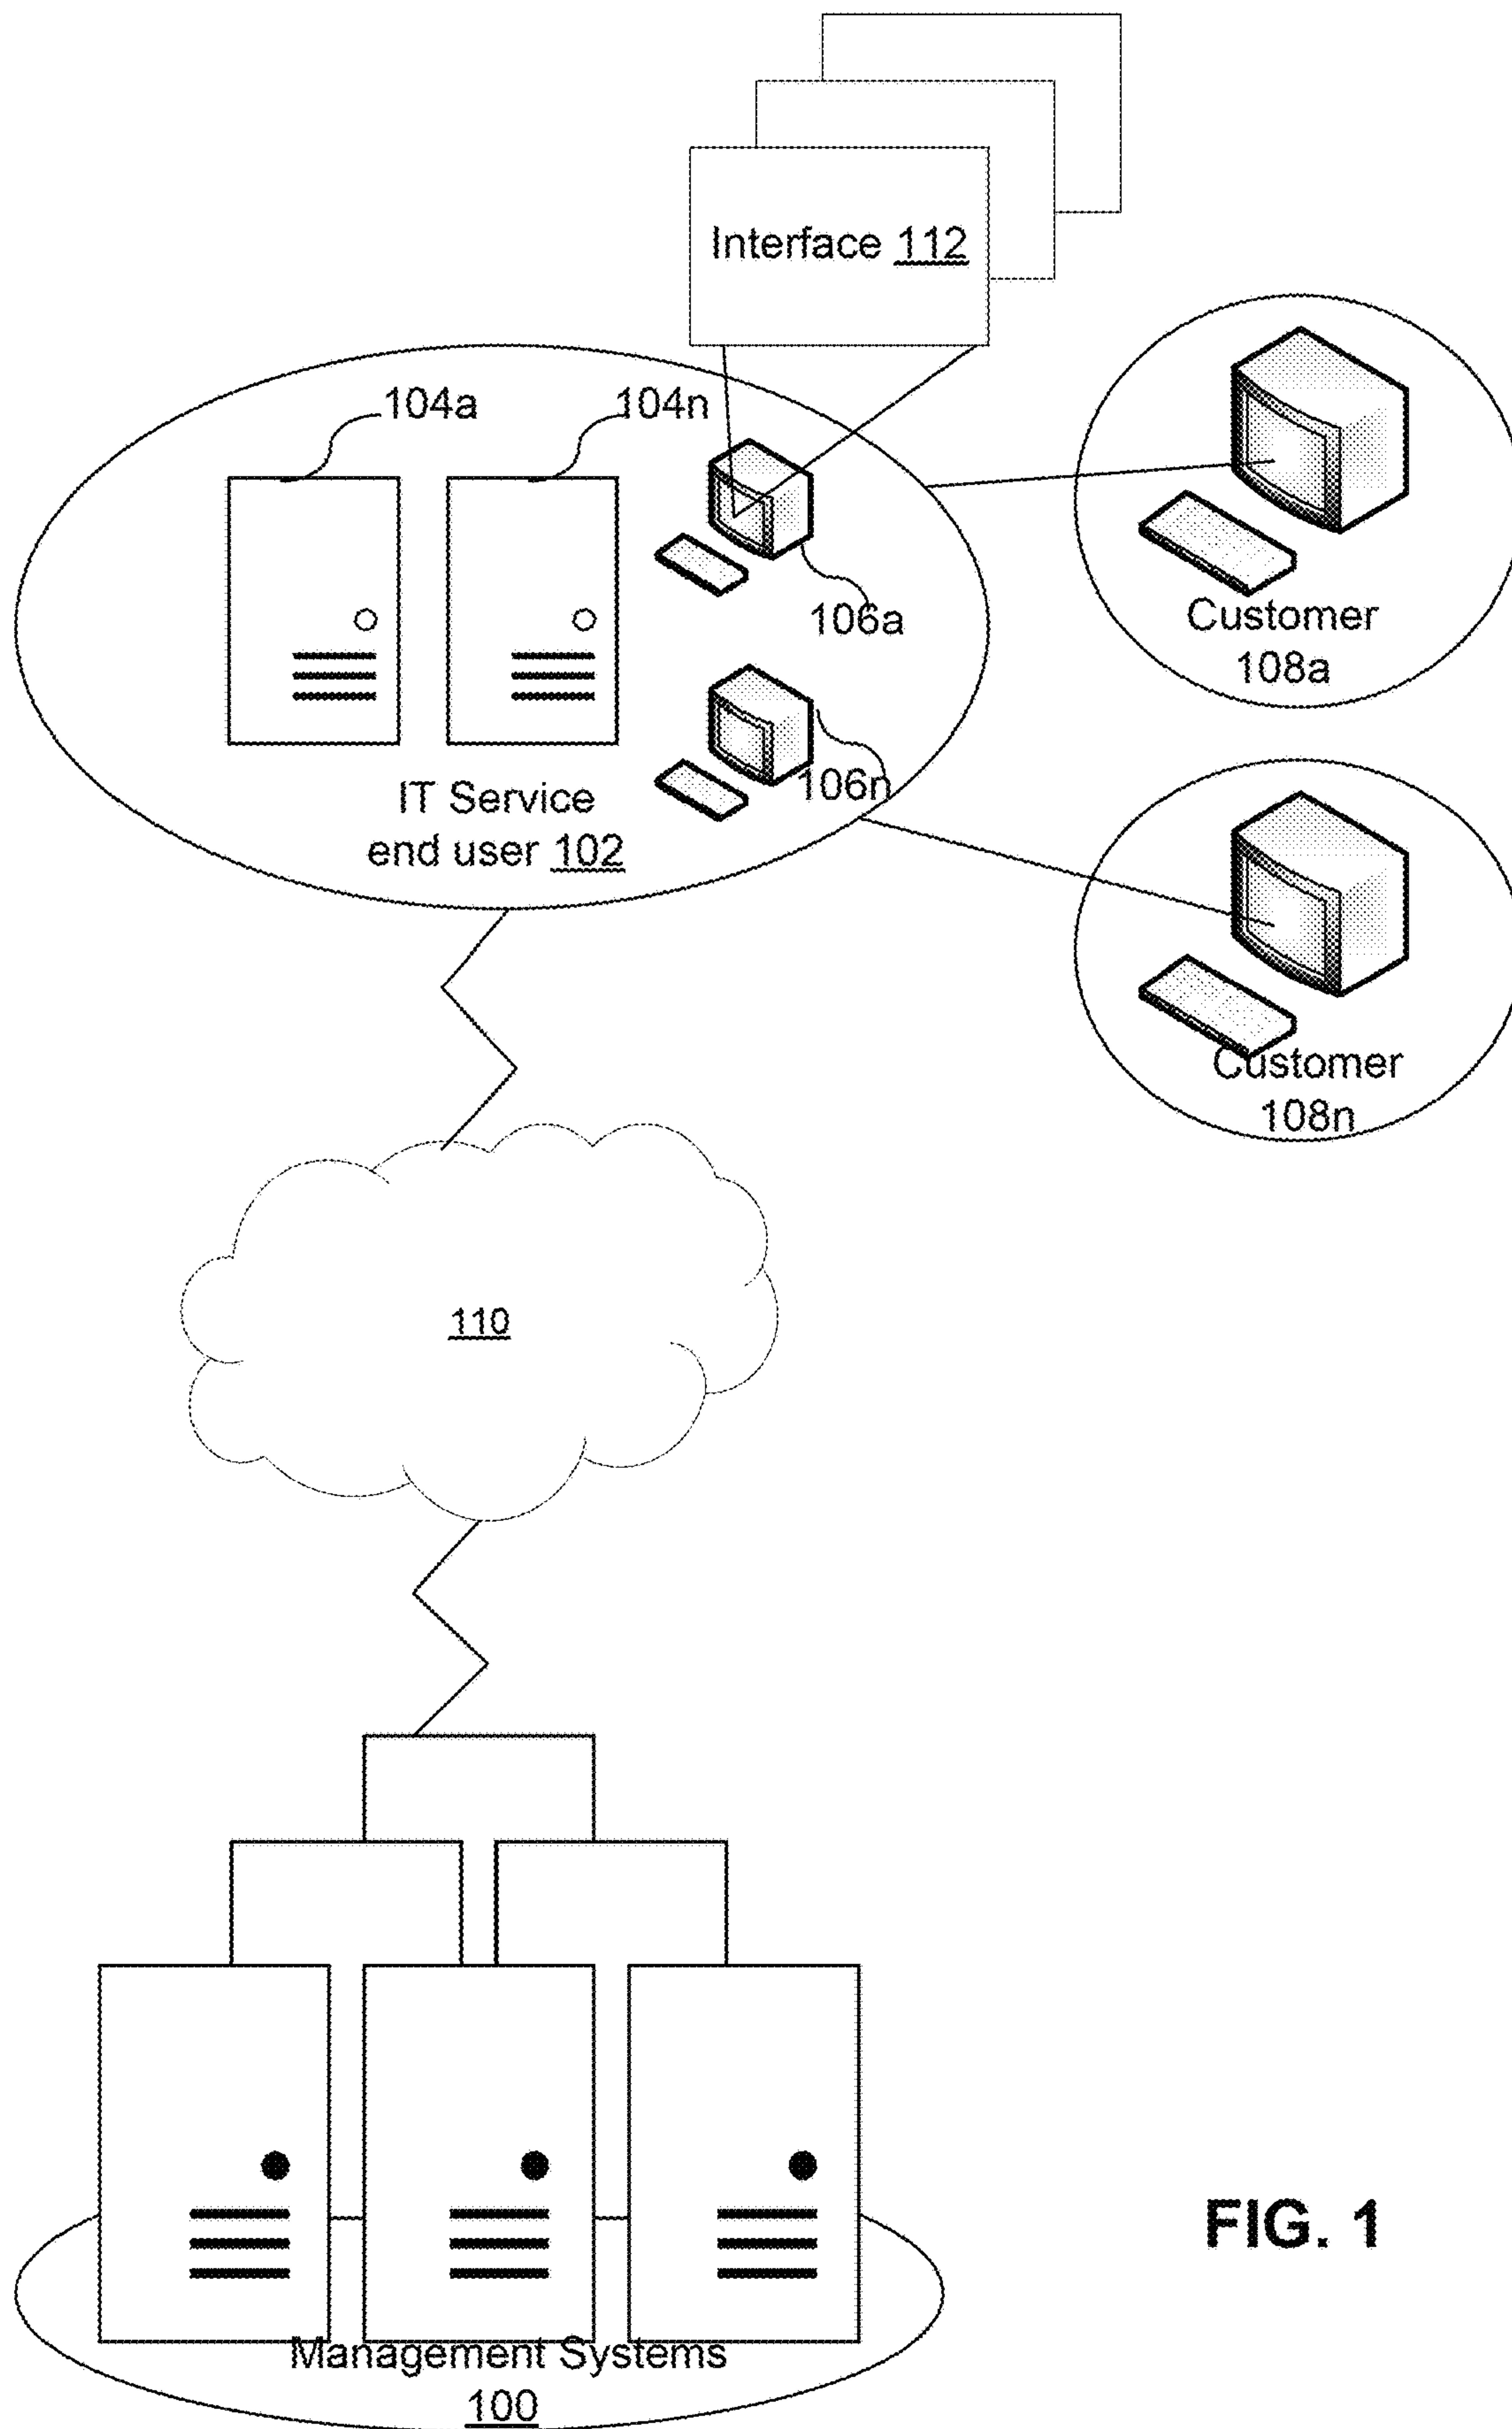 Interface 112
104a
104n
106a
Customer
108a
106n
IT Service
end user 102
Customer
108n
110
FIG. 1
Management Systems
100